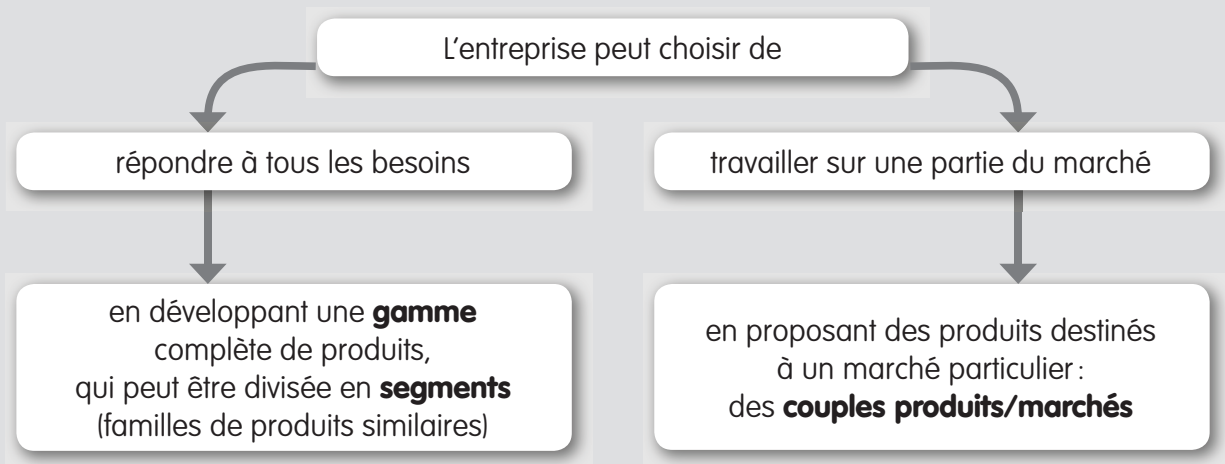 L'entreprise peut choisir de
répondre à tous les besoins
travailler sur une partie du marché
en développant une gamme
complète de produits,
qui peut être divisée en segments
(familles de produits similaires)
en proposant des produits destinés
à un marché particulier :
des couples produits/marchés